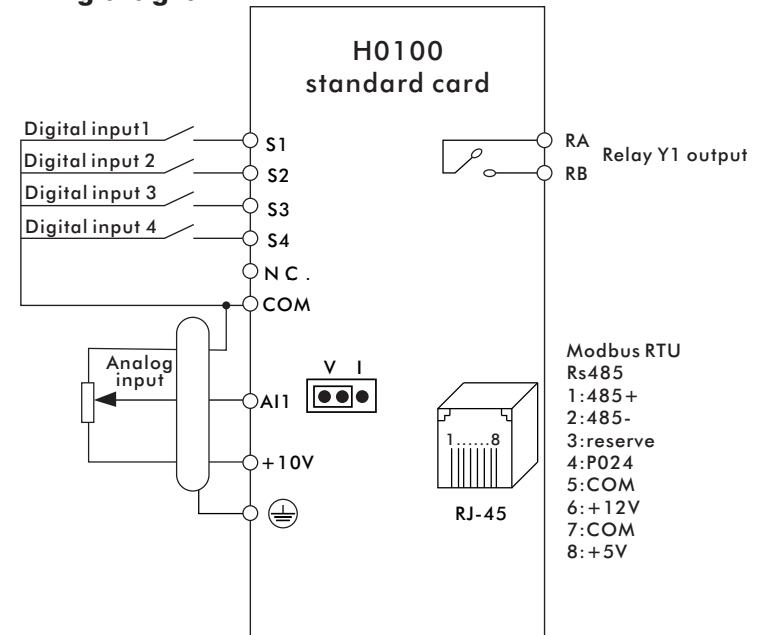 H0100
standard card
Digital input1
Digital input 2
Digital input 3
Digital input 4
S1
S2
S3
S4
NC.
COM
Analog
input
AI1
+10V
V I
RA
RB
Relay Y1 output
1......8
RJ-45
Modbus RTU
Rs485
1:485+
2:485-
3:reserve
4:P024
5:COM
6:+12V
7:COM
8:+5V